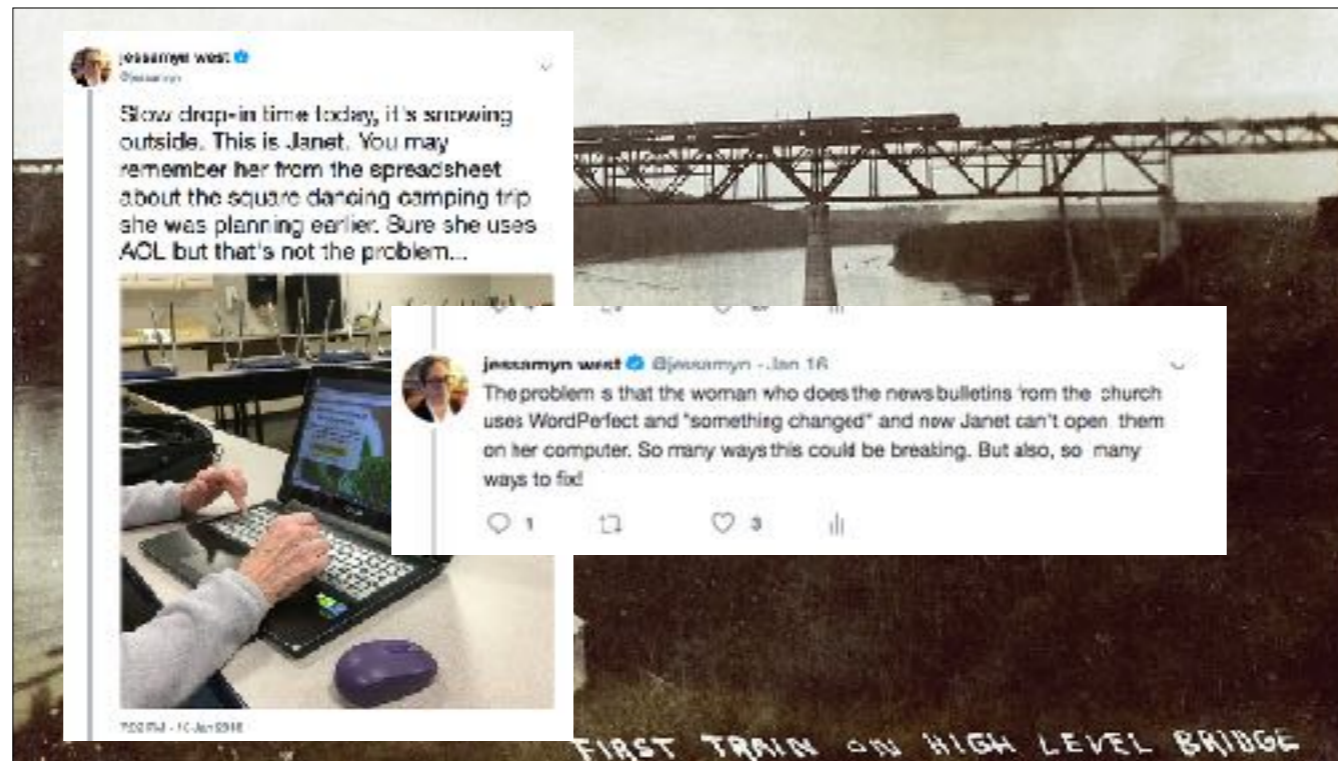 jessamyn west
@jessamyn
Slow drop-in time today, it's snowing
outside. This is Janet. You may
remember her from the spreadsheet
about the square dancing camping trip
she was planning earlier. Sure she uses
AOL but that's not the problem...
jessamyn west @jessamyn - Jan 16
The problem is that the woman who does the news bulletins from the church
uses WordPerfect and "something changed" and now Janet can't open them
on her computer. So many ways this could be breaking. But also, so many
ways to fix!
1 3
FIRST TRAIN ON HIGH LEVEL BRIDGE